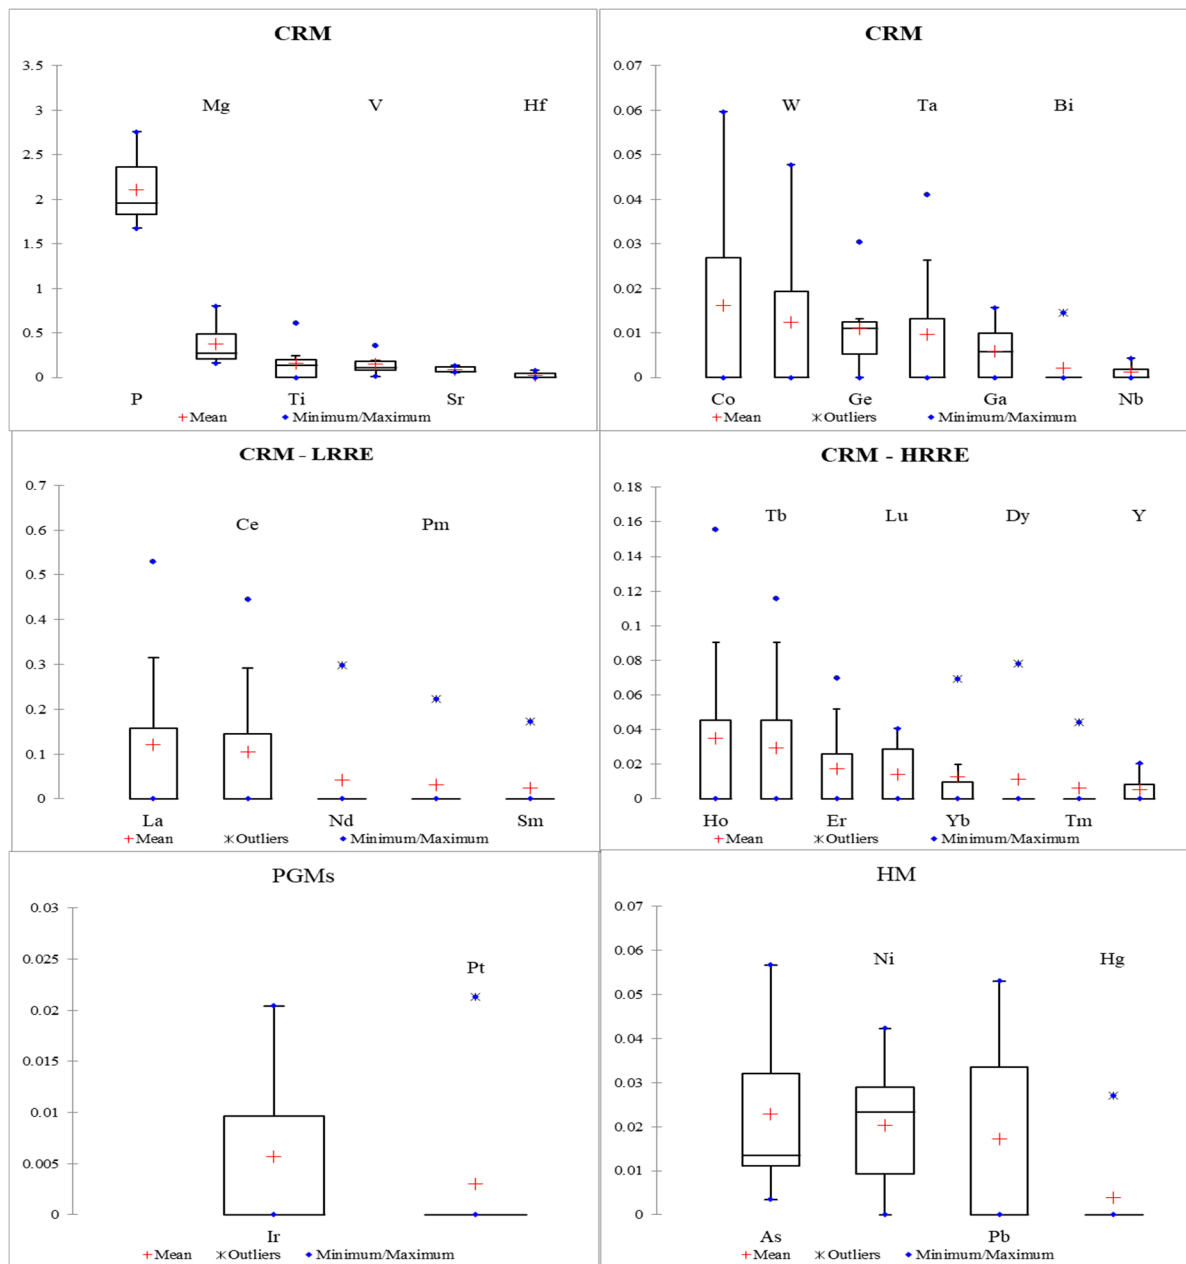 CRM
3.5
3
2.5
2
1.5
1
0.5
0
Mg V Hf
P Ti Sr
Mean Minimum/Maximum
CRM
0.07
0.06
0.05
0.04
0.03
0.02
0.01
0
W Ta Bi
Co Ge Ga Nb
Mean Outliers Minimum/Maximum
CRM - LRRE
0.7
0.6
0.5
0.4
0.3
0.2
0.1
0
Ce Pm
La Nd Sm
Mean Outliers Minimum/Maximum
CRM - HRRE
0.18
0.16
0.14
0.12
0.1
0.08
0.06
0.04
0.02
0
Tb Lu Dy Y
Ho Er Yb Tm
Mean Outliers Minimum/Maximum
PGMs
0.03
0.025
0.02
0.015
0.01
0.005
0
Pt
Ir
Mean Outliers Minimum/Maximum
HM
0.07
0.06
0.05
0.04
0.03
0.02
0.01
0
Ni Hg
As Pb
Mean Outliers Minimum/Maximum